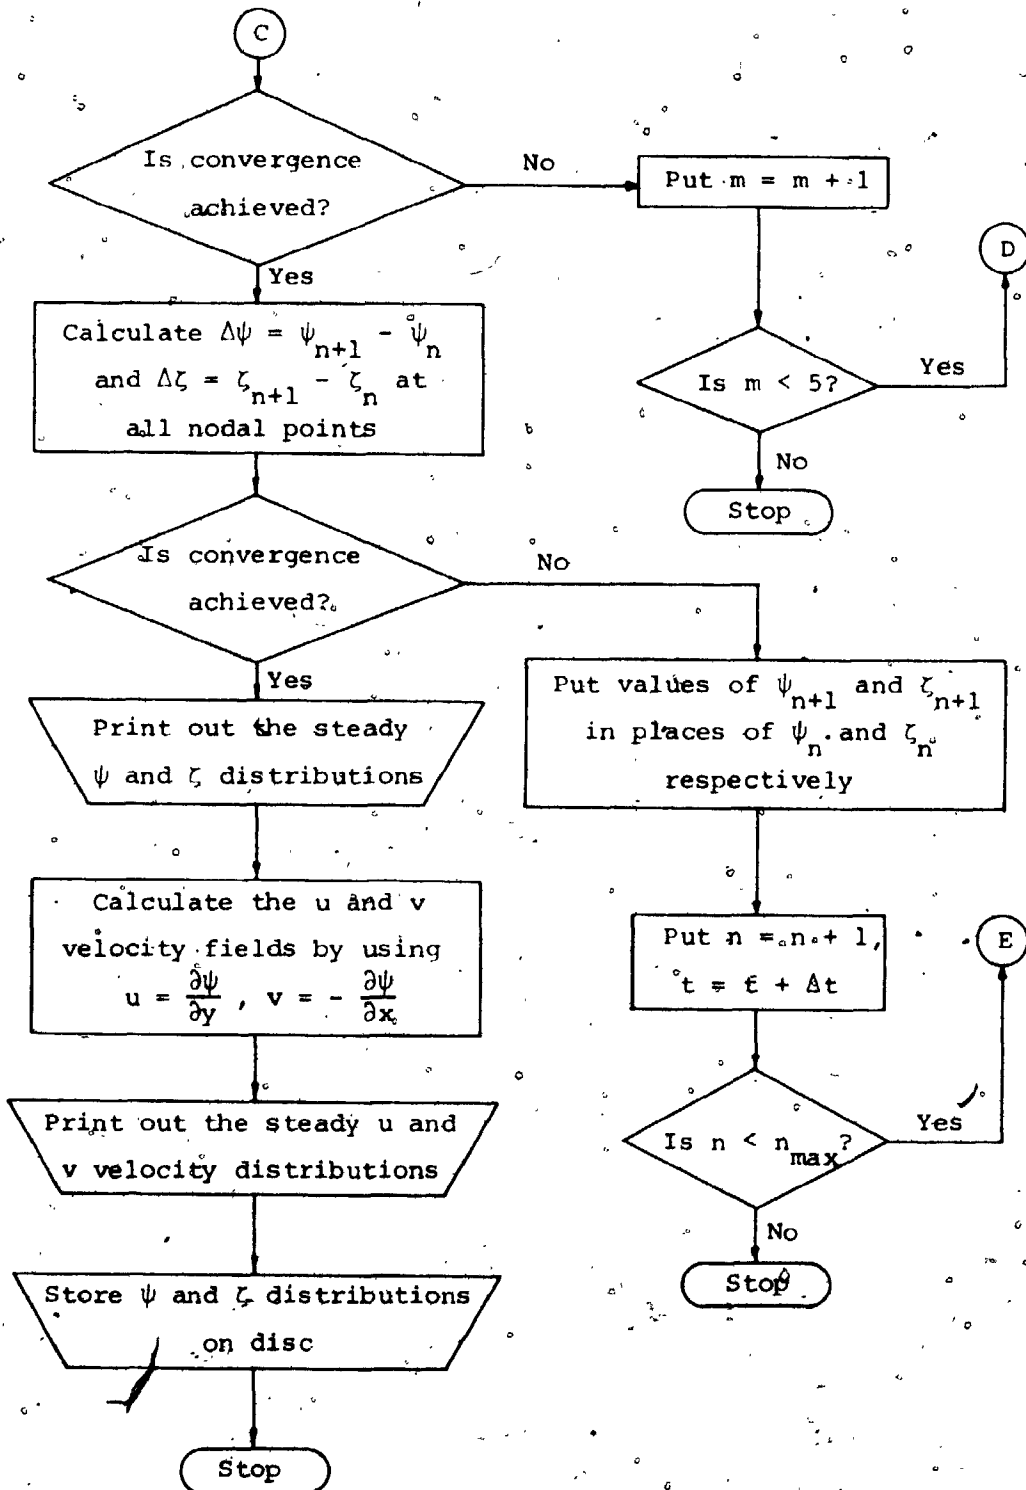 C
Is convergence
achieved?
No
Put m = m + 1
D
Yes
Calculate Δψ = ψn+1 - ψn
and Δζ = ζn+1 - ζn at
all nodal points
Is m < 5?
Yes
No
Stop
Is convergence
achieved?
No
Yes
Print out the steady
ψ and ζ distributions
Put values of ψn+1 and ζn+1
in places of ψn and ζn
respectively
Calculate the u and v
velocity fields by using
u = ∂ψ/∂y , v = - ∂ψ/∂x
Put n = n + 1,
t = t + Δt
E
Print out the steady u and
v velocity distributions
Is n < nmax?
Yes
No
Stop
Store ψ and ζ distributions
on disc
Stop